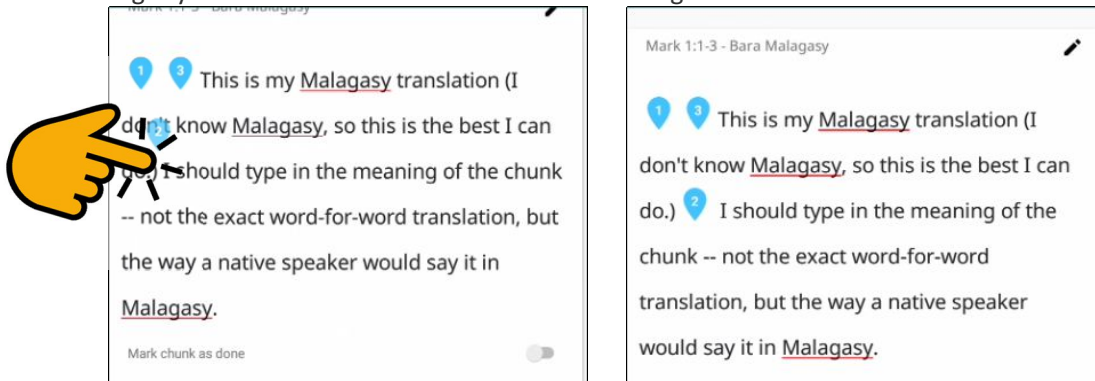 Mark 1:1-3 - Bara Malagasy
1 3 This is my Malagasy translation (I
don't know Malagasy, so this is the best I can
2
do.) I should type in the meaning of the chunk
-- not the exact word-for-word translation, but
the way a native speaker would say it in
Malagasy.
Mark chunk as done
Mark 1:1-3 - Bara Malagasy
1 3 This is my Malagasy translation (I
don't know Malagasy, so this is the best I can
do.) 2 I should type in the meaning of the
chunk -- not the exact word-for-word
translation, but the way a native speaker
would say it in Malagasy.